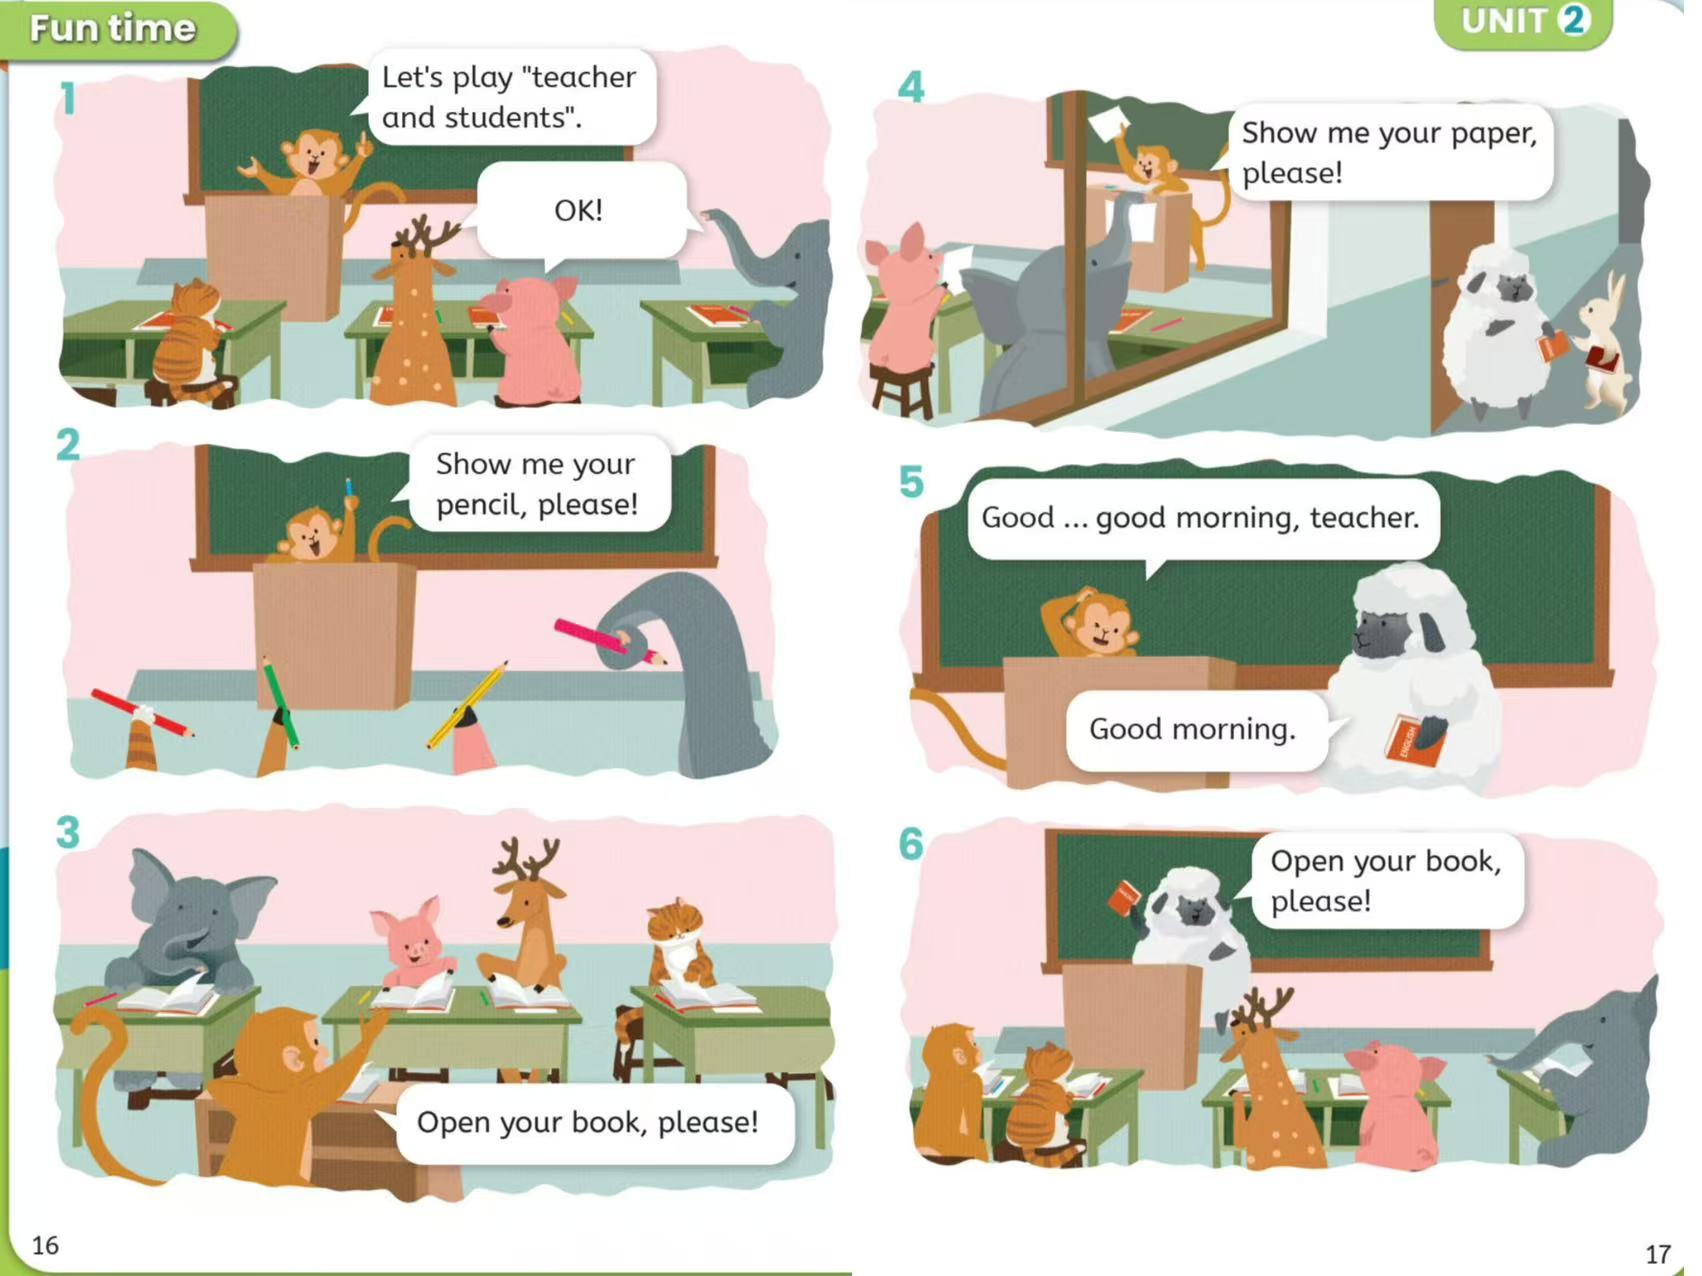 Fun time
1
Let's play "teacher
and students".
OK!
2
Show me your
pencil, please!
3
Open your book, please!
16
UNIT 2
4
Show me your paper,
please!
5
Good ... good morning, teacher.
Good morning.
ENGLISH
6
Open your book,
please!
17